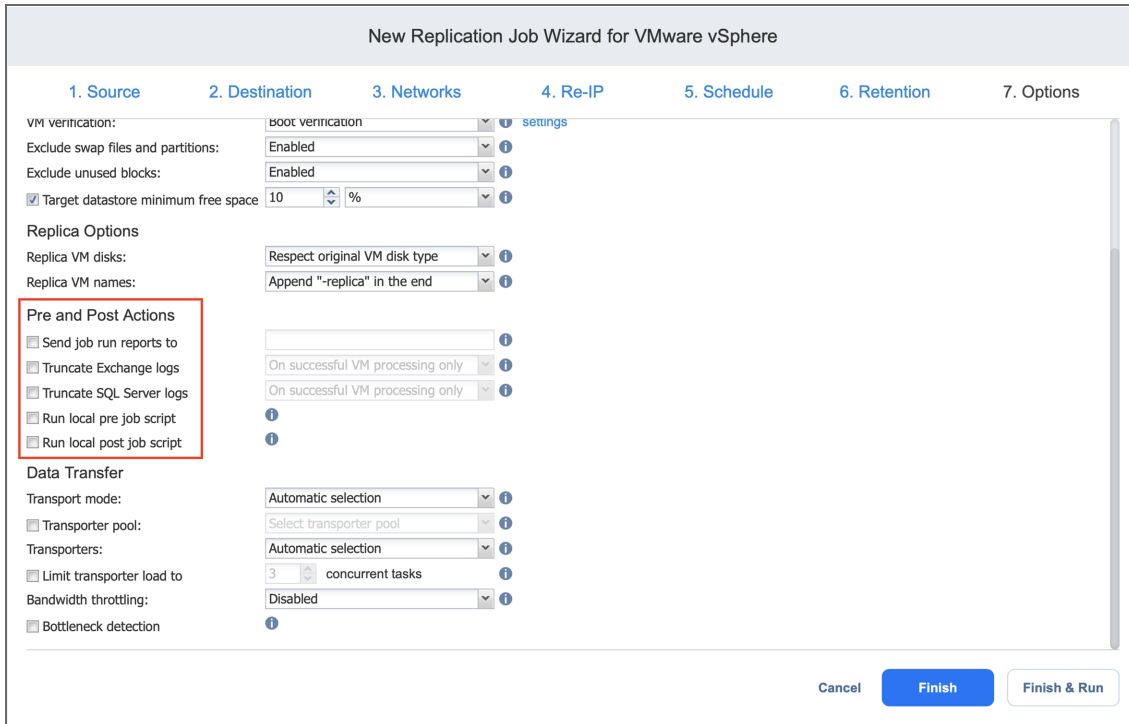 New Replication Job Wizard for VMware vSphere
1. Source 2. Destination 3. Networks 4. Re-IP 5. Schedule 6. Retention 7. Options
VM verification: Boot verification settings
Exclude swap files and partitions: Enabled
Exclude unused blocks: Enabled
Target datastore minimum free space 10 %
Replica Options
Replica VM disks: Respect original VM disk type
Replica VM names: Append "-replica" in the end
Pre and Post Actions
Send job run reports to
Truncate Exchange logs On successful VM processing only
Truncate SQL Server logs On successful VM processing only
Run local pre job script
Run local post job script
Data Transfer
Transport mode: Automatic selection
Transporter pool: Select transporter pool
Transporters: Automatic selection
Limit transporter load to 3 concurrent tasks
Bandwidth throttling: Disabled
Bottleneck detection
Cancel Finish Finish & Run